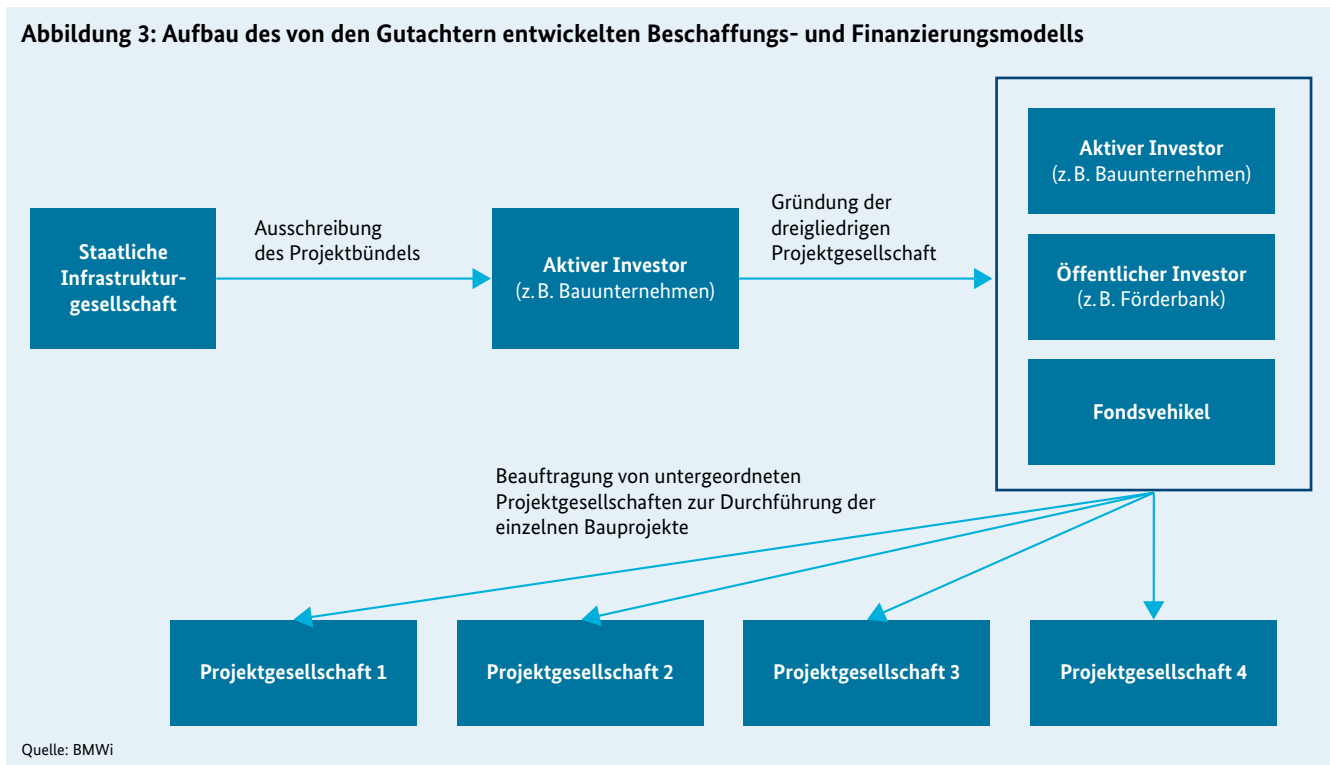 Abbildung 3: Aufbau des von den Gutachtern entwickelten Beschaffungs- und Finanzierungsmodells
Staatliche
Infrastruktur-
gesellschaft
Ausschreibung
des Projektbündels
Aktiver Investor
(z. B. Bauunternehmen)
Gründung der
dreigliedrigen
Projektgesellschaft
Aktiver Investor
(z. B. Bauunternehmen)
Öffentlicher Investor
(z. B. Förderbank)
Fondsvehikel
Beauftragung von untergeordneten
Projektgesellschaften zur Durchführung der
einzelnen Bauprojekte
Projektgesellschaft 1
Projektgesellschaft 2
Projektgesellschaft 3
Projektgesellschaft 4
Quelle: BMWi